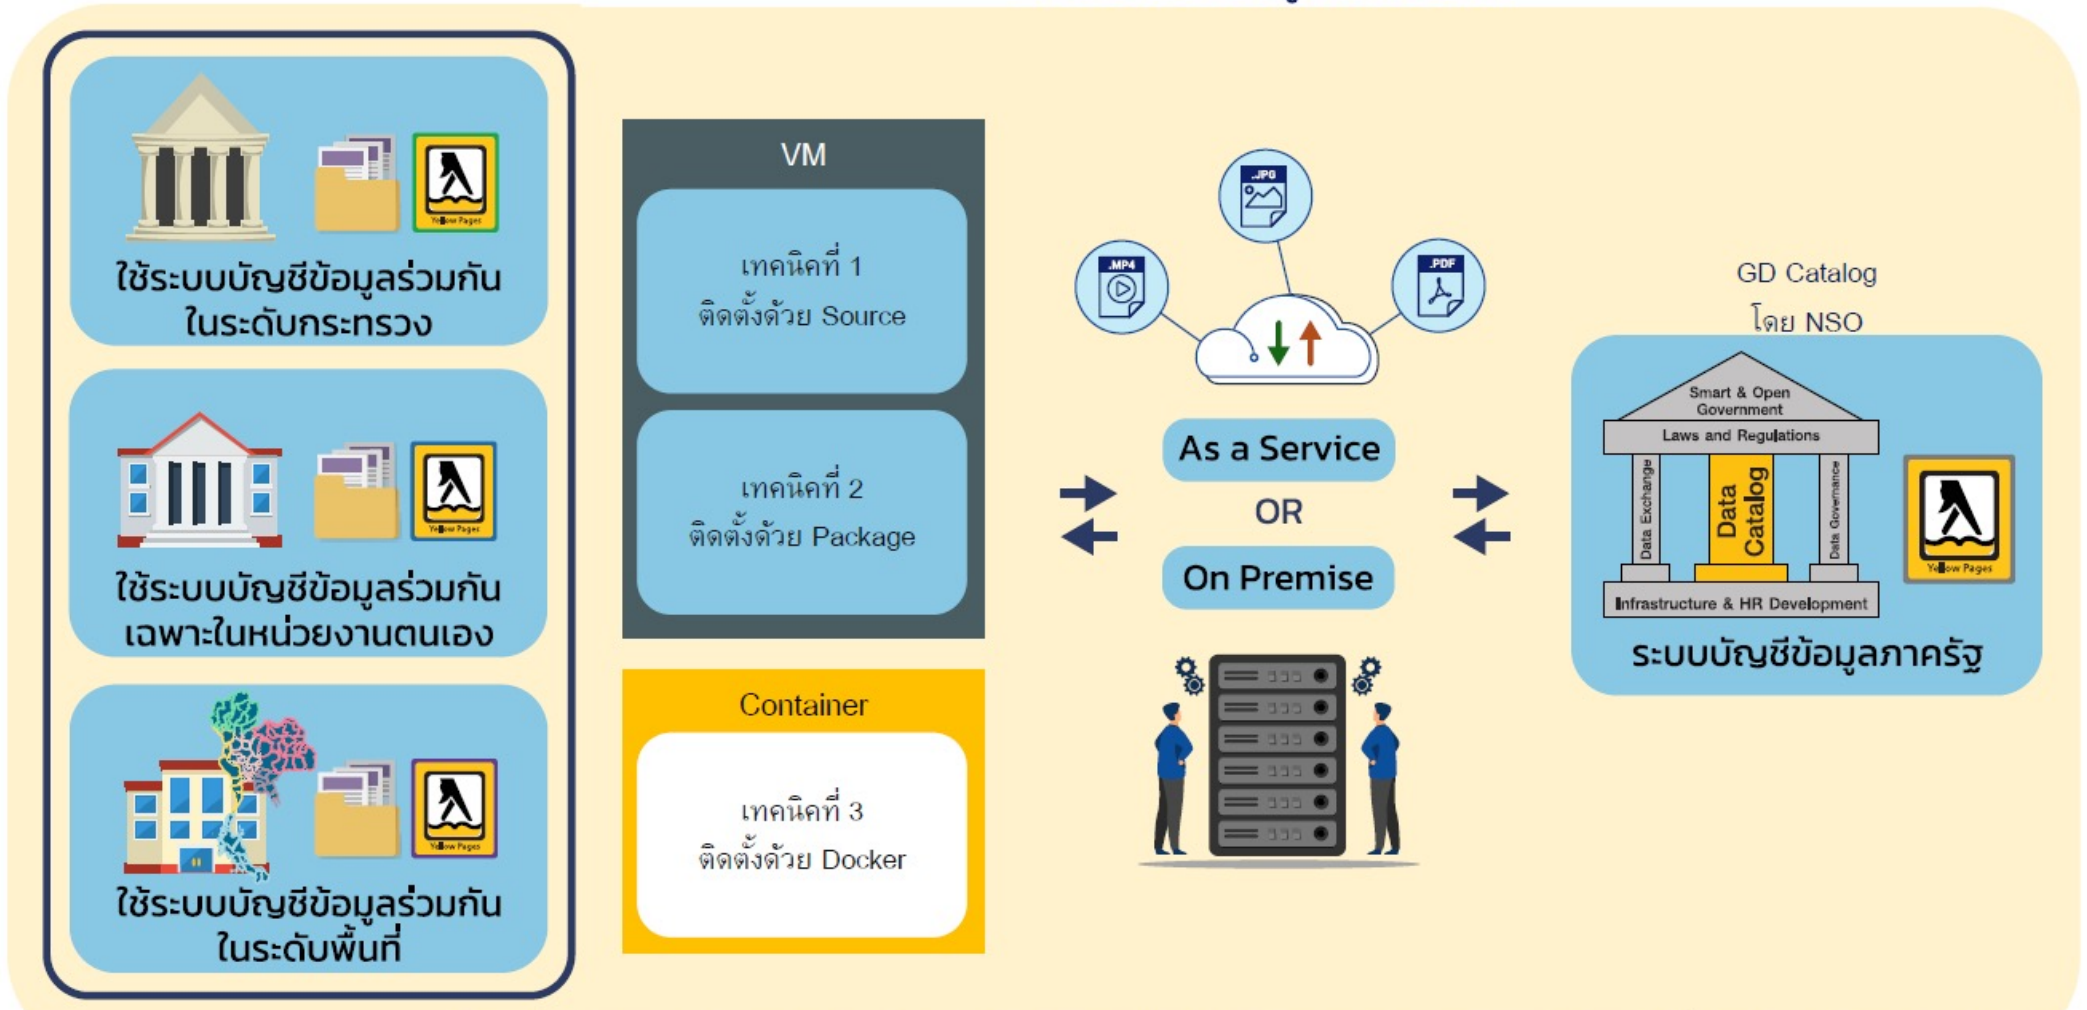 Yellow Pages
ใช้ระบบบัญชีข้อมูลร่วมกัน
ในระดับกระทรวง
Yellow Pages
ใช้ระบบบัญชีข้อมูลร่วมกัน
เฉพาะในหน่วยงานตนเอง
Yellow Pages
ใช้ระบบบัญชีข้อมูลร่วมกัน
ในระดับพื้นที่
VM
เทคนิคที่ 1
ติดตั้งด้วย Source
เทคนิคที่ 2
ติดตั้งด้วย Package
Container
เทคนิคที่ 3
ติดตั้งด้วย Docker
.JPG
.MP4
.PDF
As a Service
OR
On Premise
GD Catalog
โดย NSO
Smart & Open
Government
Laws and Regulations
Data Exchange
Data
Catalog
Data Governance
Infrastructure & HR Development
Yellow Pages
ระบบบัญชีข้อมูลภาครัฐ